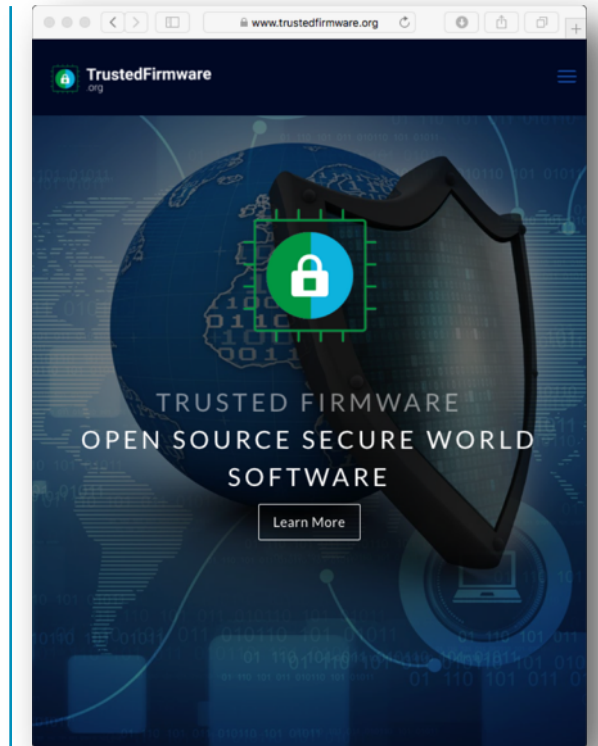 www.trustedfirmware.org
TrustedFirmware
.org
TRUSTED FIRMWARE
OPEN SOURCE SECURE WORLD
SOFTWARE
Learn More